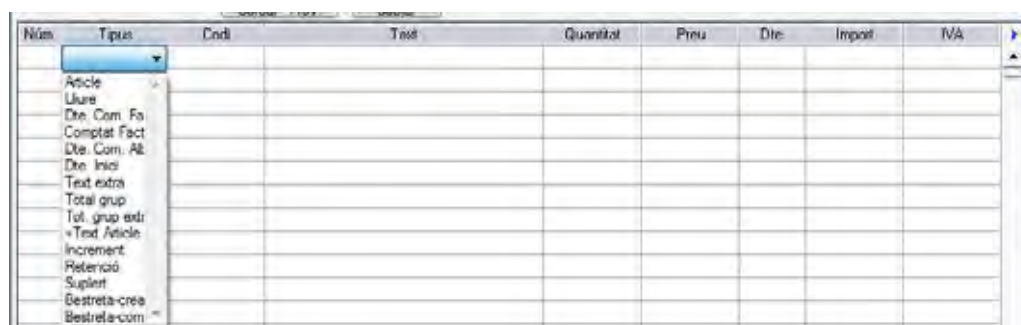 Núm Tipus Codi Text Quantitat Preu Dte Import IVA
Article
Lliure
Dte. Com. Fa
Comptat Fact
Dte. Com. Alb
Dte. Inici
Text extra
Total grup
Tot. grup extr
+Text Article
Increment
Retenció
Suplert
Bestreta-crea
Bestreta-com